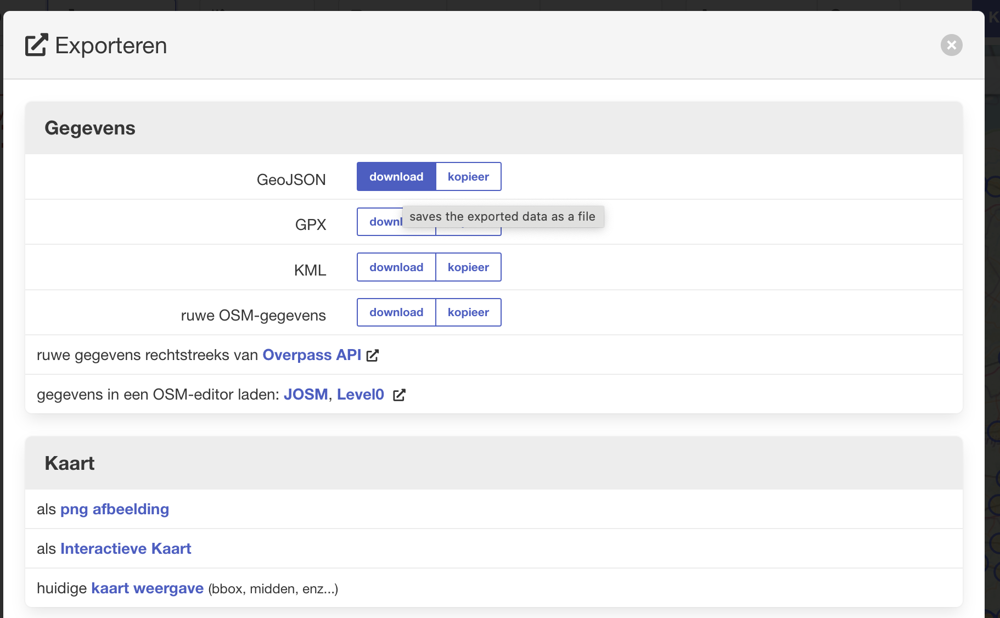 Exporteren
Gegevens
GeoJSON download kopieer
GPX
saves the exported data as a file
KML download kopieer
ruwe OSM-gegevens download kopieer
ruwe gegevens rechtstreeks van Overpass API
gegevens in een OSM-editor laden: JOSM, Level0
Kaart
als png afbeelding
als Interactieve Kaart
huidige kaart weergave (bbox, midden, enz...)